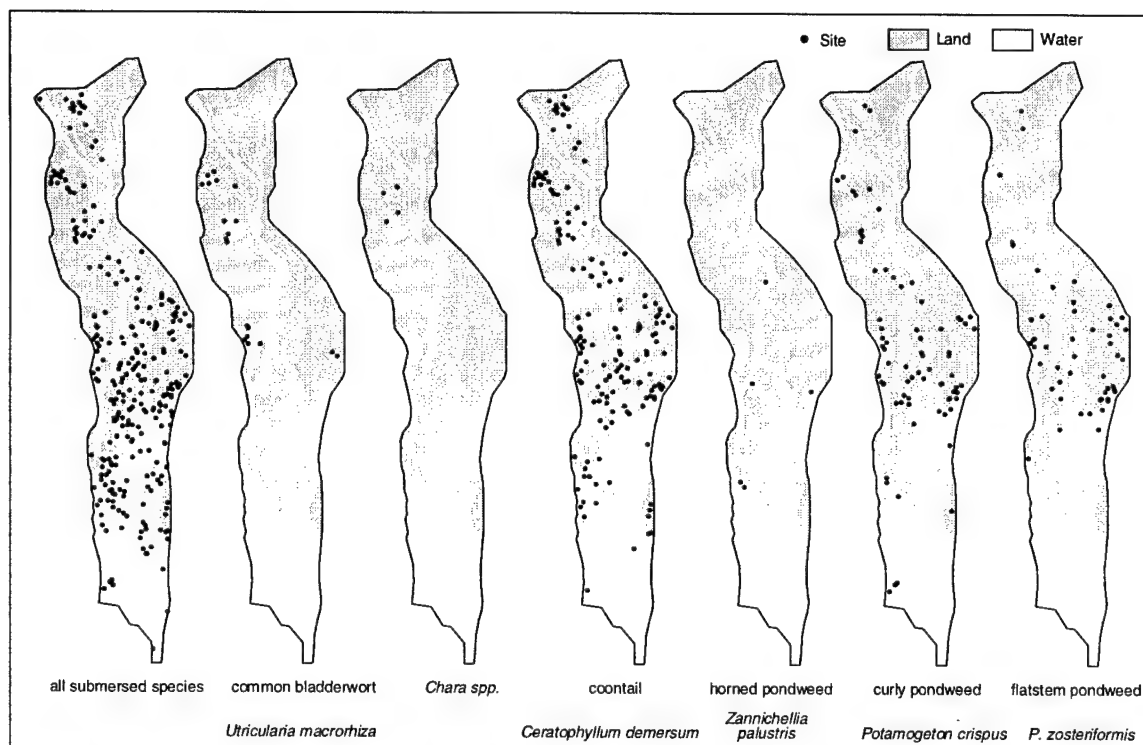 Site Land Water
all submersed species common bladderwort Chara spp. coontail horned pondweed curly pondweed flatstem pondweed
Utricularia macrorhiza Ceratophyllum demersum Zannichellia palustris Potamogeton crispus P. zosteriformis